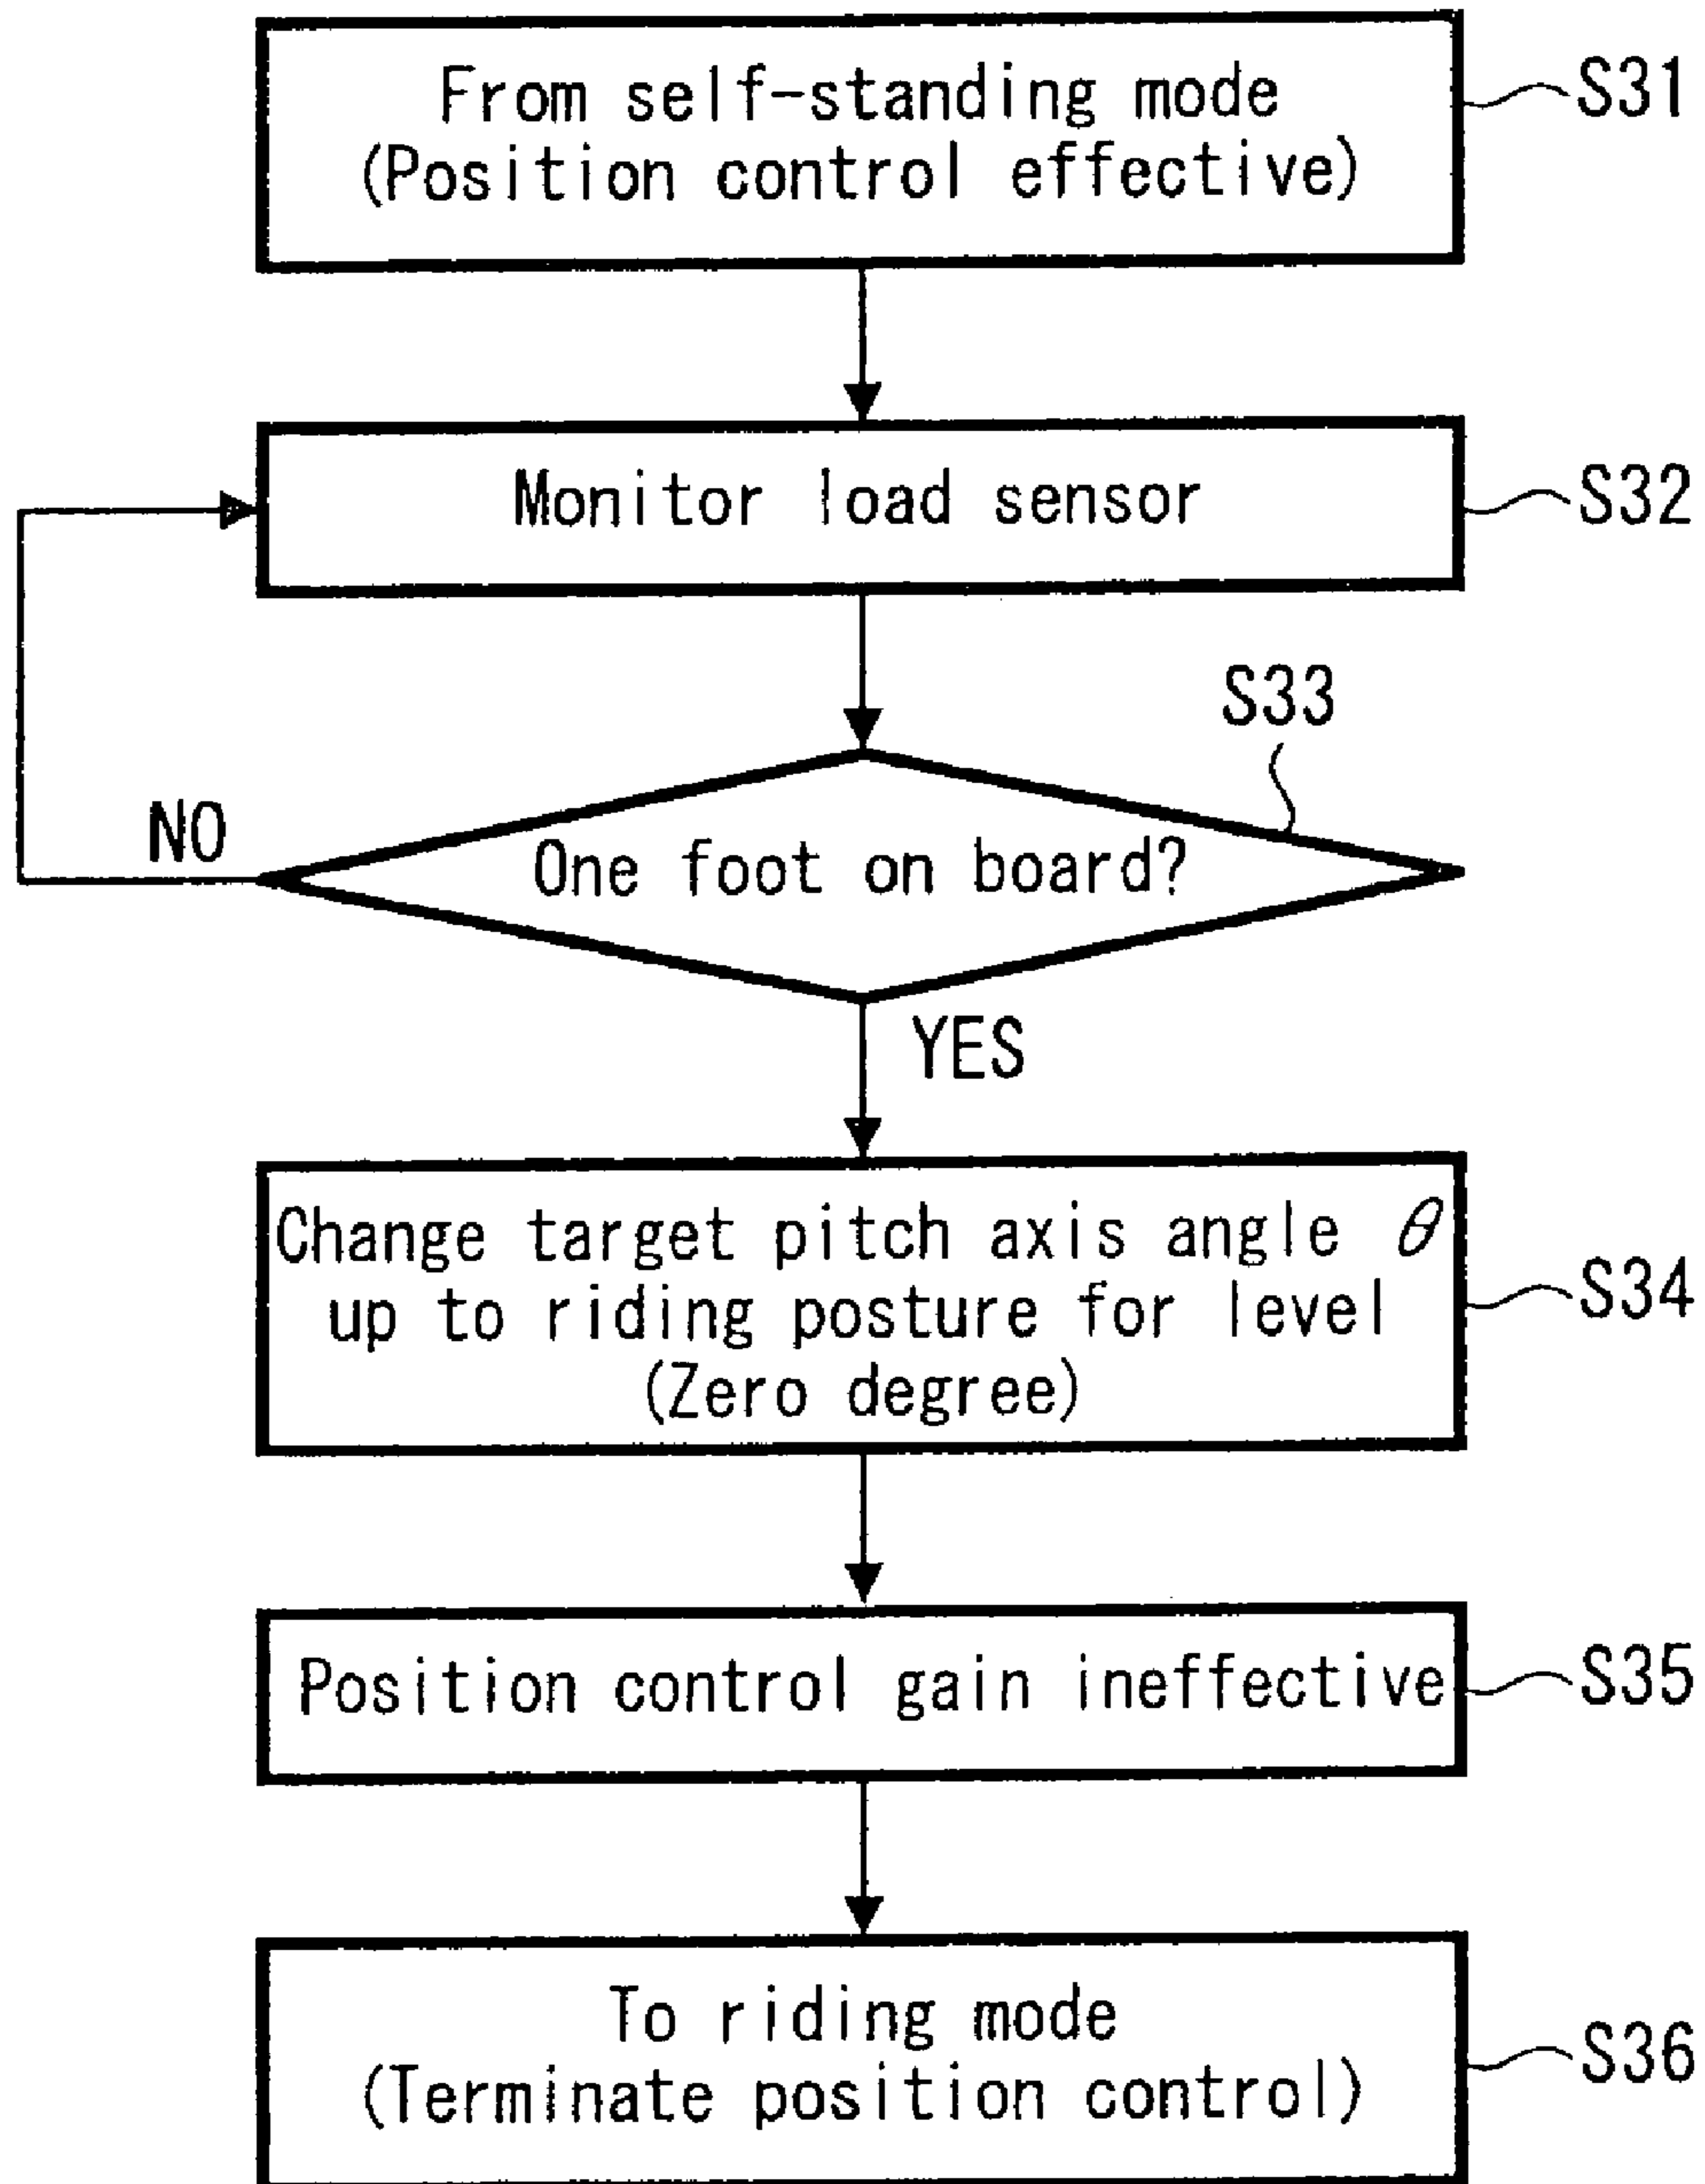 From self-standing mode
(Position control effective)
S31
Monitor load sensor
S32
S33
One foot on board?
NO
YES
Change target pitch axis angle θ
up to riding posture for level
(Zero degree)
S34
Position control gain ineffective
S35
To riding mode
(Terminate position control)
S36